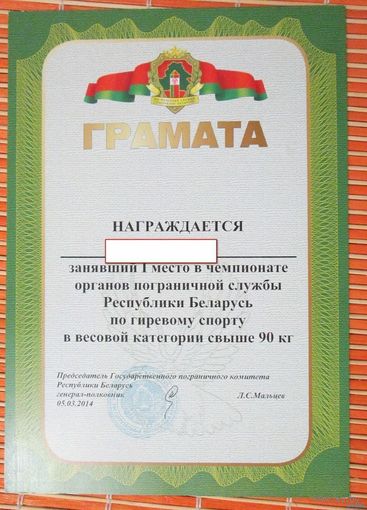 ГРАМАТА
НАГРАЖДАЕТСЯ
занявший I место в чемпионате
органов пограничной службы
Республики Беларусь
по гиревому спорту
в весовой категории свыше 90 кг
Председатель Государственного пограничного комитета
Республики Беларусь
генерал-полковник Л.С.Мальцев
05.03.2014